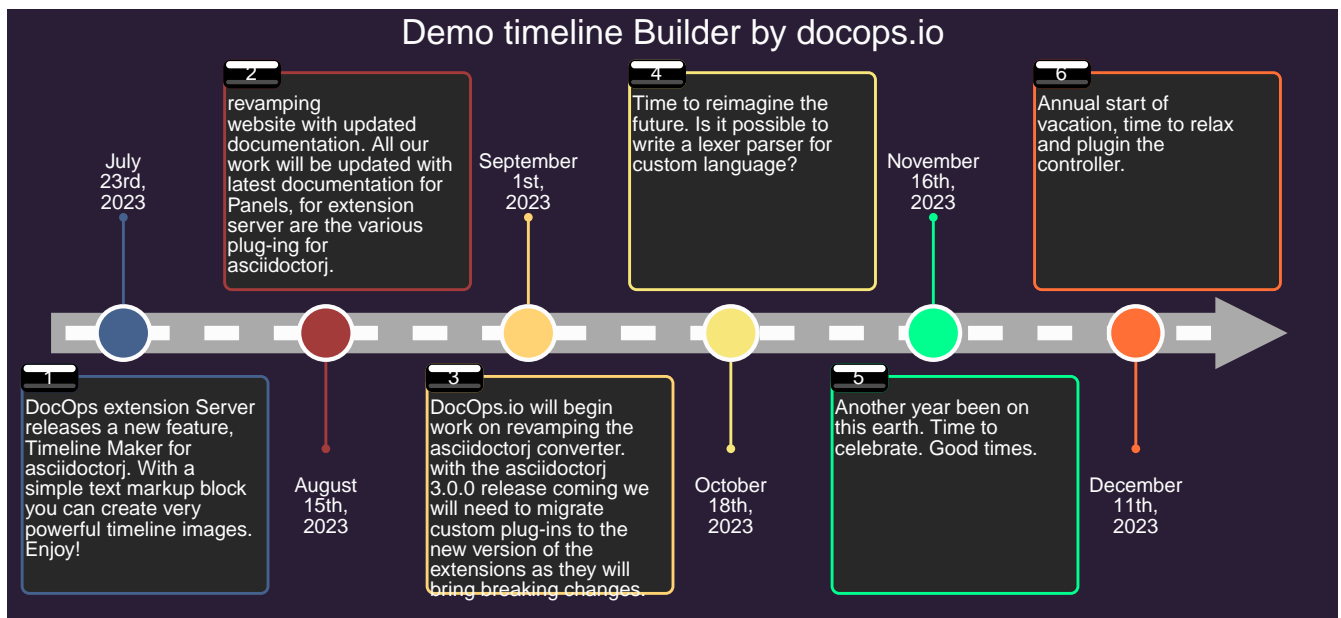 Demo timeline Builder by docops.io
July
23rd,
2023
1
DocOps extension Server
releases a new feature,
Timeline Maker for
asciidoctorj. With a
simple text markup block
you can create very
powerful timeline images.
Enjoy!
2
revamping
website with updated
documentation. All our
work will be updated with
latest documentation for
Panels, for extension
server are the various
plug-ing for
asciidoctorj.
August
15th,
2023
September
1st,
2023
3
DocOps.io will begin
work on revamping the
asciidoctorj converter.
with the asciidoctorj
3.0.0 release coming we
will need to migrate
custom plug-ins to the
new version of the
extensions as they will
bring breaking changes.
4
Time to reimagine the
future. Is it possible to
write a lexer parser for
custom language?
October
18th,
2023
November
16th,
2023
5
Another year been on
this earth. Time to
celebrate. Good times.
6
Annual start of
vacation, time to relax
and plugin the
controller.
December
11th,
2023